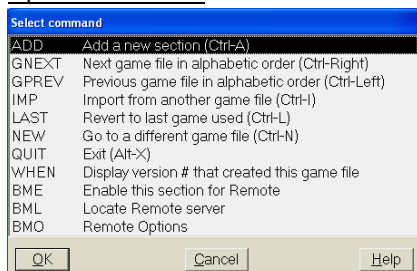 Select command
ADD Add a new section (Ctrl-A)
GNEXT Next game file in alphabetic order (Ctrl-Right)
GPREV Previous game file in alphabetic order (Ctrl-Left)
IMP Import from another game file (Ctrl-I)
LAST Revert to last game used (Ctrl-L)
NEW Go to a different game file (Ctrl-N)
QUIT Exit (Alt-X)
WHEN Display version # that created this game file
BME Enable this section for Remote
BML Locate Remote server
BMO Remote Options
OK Cancel Help